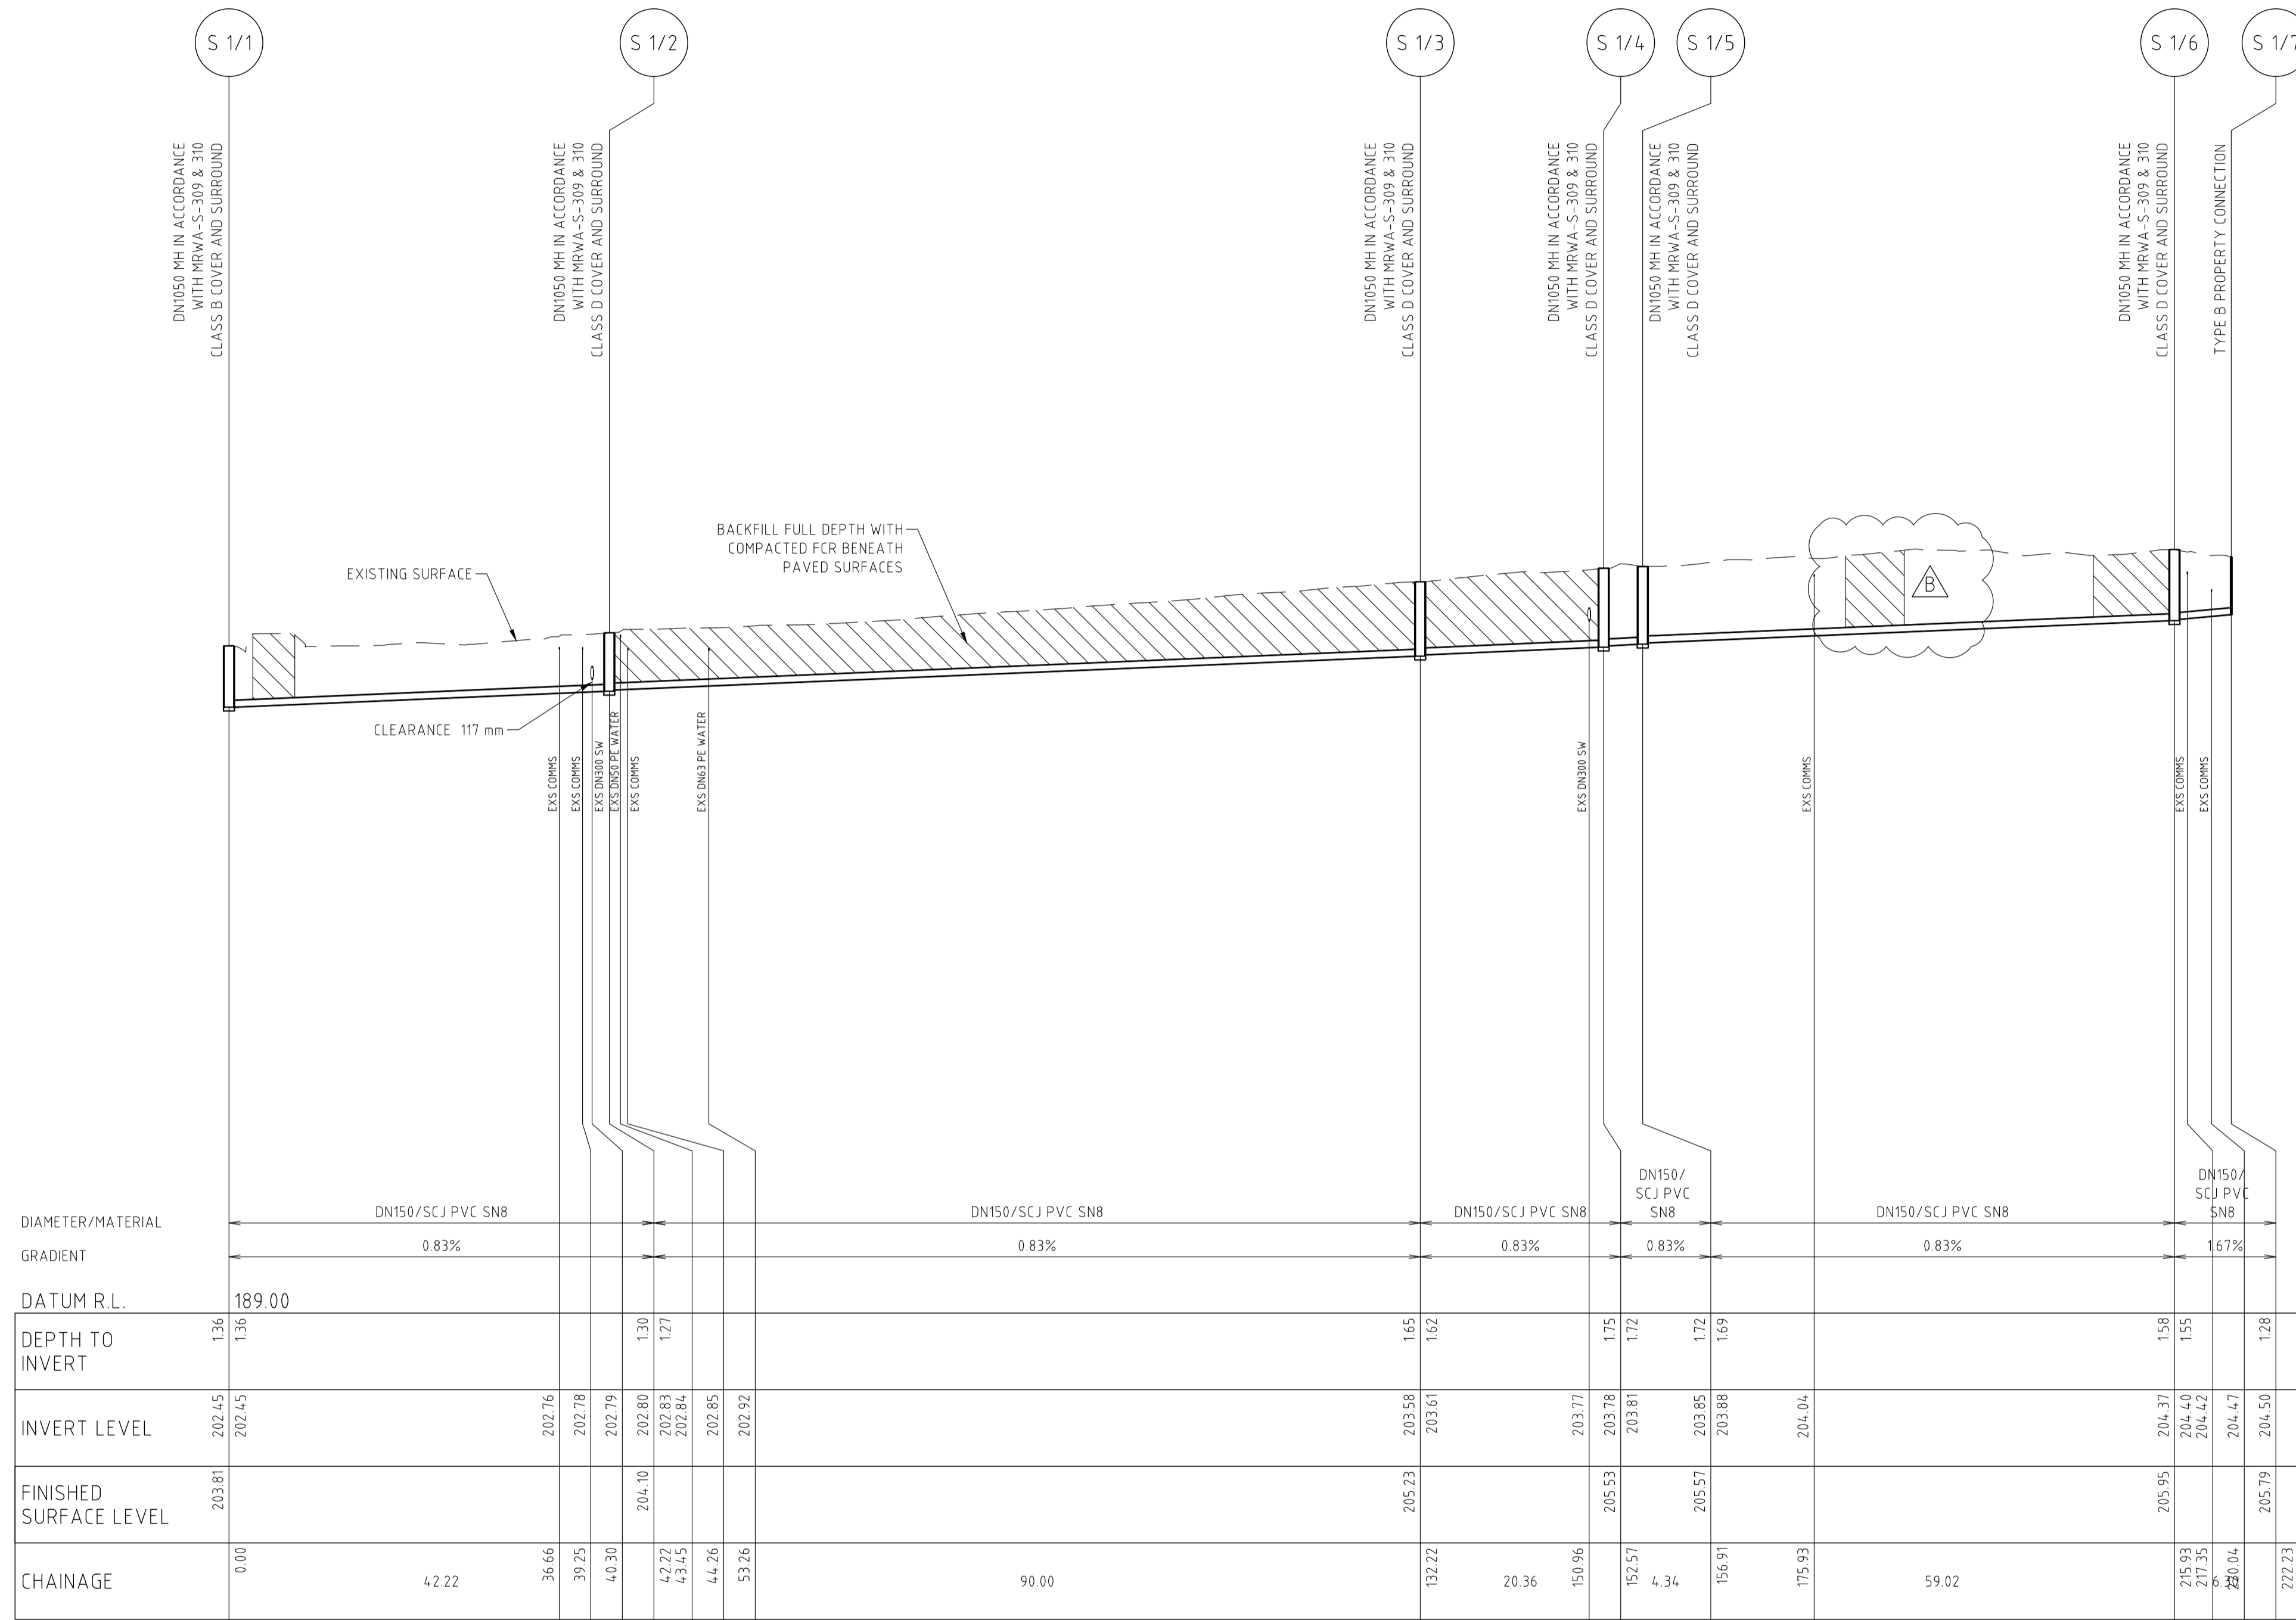 S 1/1
S 1/2
S 1/3
S 1/4
S 1/5
S 1/6
S 1/7
DN1050 MH IN ACCORDANCE
WITH MRWA-S-309 & 310
CLASS B COVER AND SURROUND
DN1050 MH IN ACCORDANCE
WITH MRWA-S-309 & 310
CLASS D COVER AND SURROUND
DN1050 MH IN ACCORDANCE
WITH MRWA-S-309 & 310
CLASS D COVER AND SURROUND
DN1050 MH IN ACCORDANCE
WITH MRWA-S-309 & 310
CLASS D COVER AND SURROUND
DN1050 MH IN ACCORDANCE
WITH MRWA-S-309 & 310
CLASS D COVER AND SURROUND
DN1050 MH IN ACCORDANCE
WITH MRWA-S-309 & 310
CLASS D COVER AND SURROUND
TYPE B PROPERTY CONNECTION
BACKFILL FULL DEPTH WITH
COMPACTED FCR BENEATH
PAVED SURFACES
EXISTING SURFACE
B
CLEARANCE 117 mm
EXS COMMS
EXS COMMS
EXS DN300 SW
EXS DN50 PE WATER
EXS COMMS
EXS DN63 PE WATER
EXS DN300 SW
EXS COMMS
EXS COMMS
EXS COMMS
DIAMETER/MATERIAL
DN150/SCJ PVC SN8
DN150/SCJ PVC SN8
DN150/SCJ PVC SN8
DN150/
SCJ PVC
SN8
DN150/SCJ PVC SN8
DN150/
SCJ PVC
SN8
GRADIENT
0.83%
0.83%
0.83%
0.83%
0.83%
1.67%
DATUM R.L.
189.00
DEPTH TO
INVERT
1.36
1.36
1.30
1.27
1.65
1.62
1.75
1.72
1.72
1.69
1.58
1.55
1.28
INVERT LEVEL
202.45
202.45
202.76
202.78
202.79
202.80
202.83
202.84
202.85
202.92
203.58
203.61
203.77
203.78
203.81
203.85
203.88
204.04
204.37
204.40
204.42
204.47
204.50
FINISHED
SURFACE LEVEL
203.81
204.10
205.23
205.53
205.57
205.95
205.79
CHAINAGE
0.00
42.22
36.66
39.25
40.30
42.22
43.45
44.26
53.26
90.00
132.22
20.36
150.96
152.57
4.34
156.91
175.93
59.02
215.93
217.35
222.23